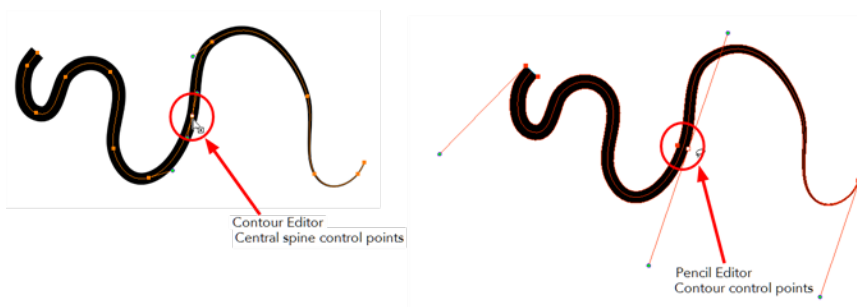 Contour Editor
Central spine control points
Pencil Editor
Contour control points